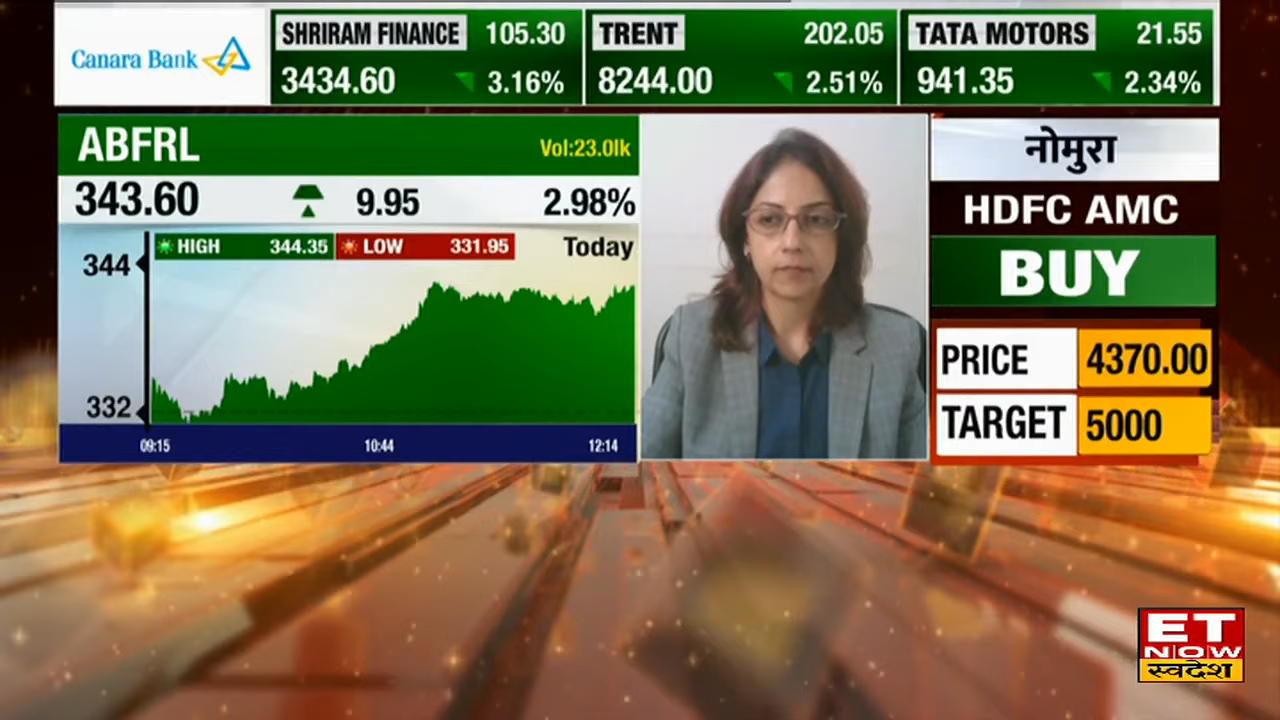 Canara Bank
SHRIRAM FINANCE 105.30
3434.60 3.16%
TRENT 202.05
8244.00 2.51%
TATA MOTORS 21.55
941.35 2.34%
ABFRL Vol:23.0lk
343.60 9.95 2.98%
HIGH 344.35 LOW 331.95 Today
344
332
09:15 10:44 12:14
नोमुरा
HDFC AMC
BUY
PRICE 4370.00
TARGET 5000
ET
NOW
स्वदेश